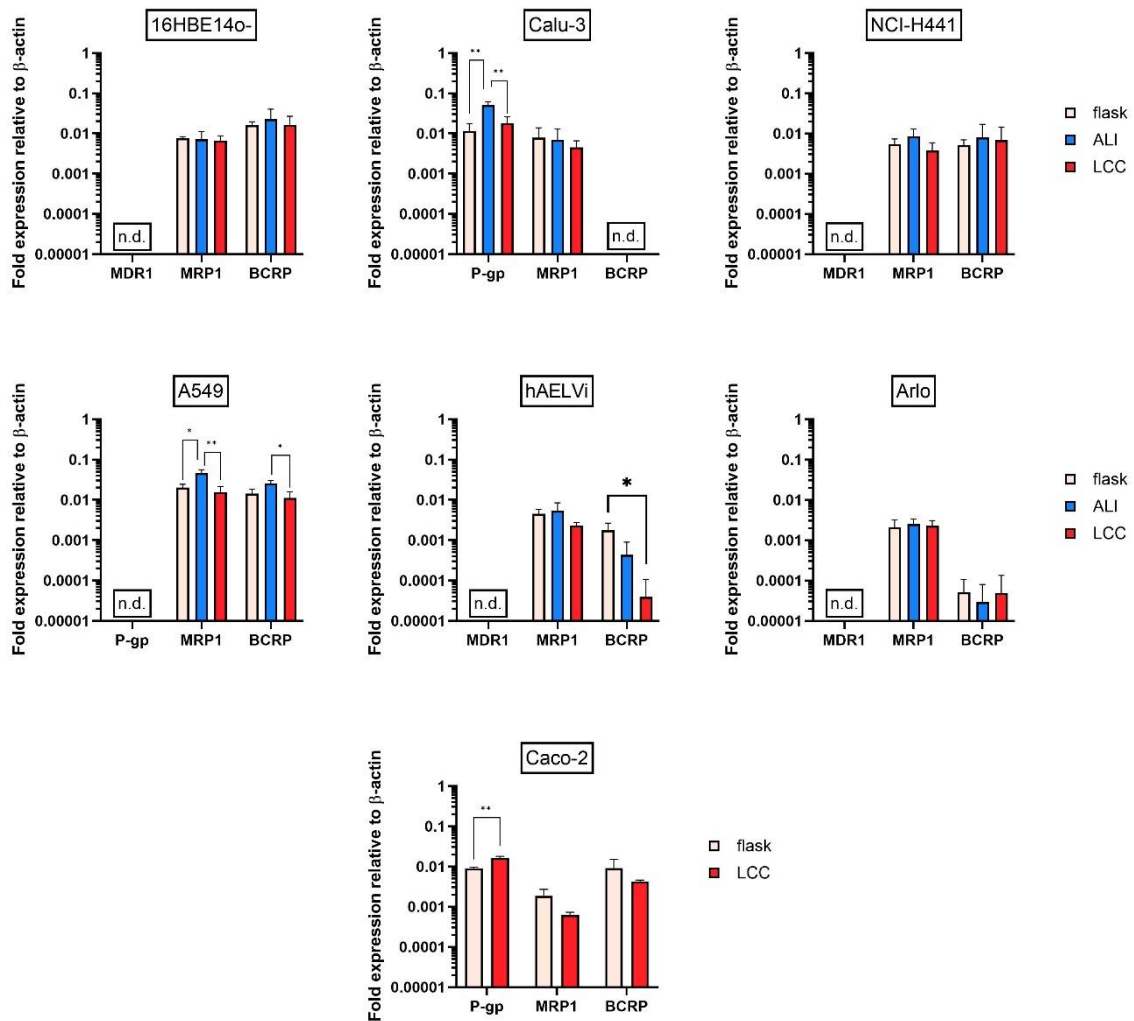 16HBE14o-
Fold expression relative to β-actin
1
0.1
0.01
0.001
0.0001
0.00001
n.d.
MDR1 MRP1 BCRP
Calu-3
Fold expression relative to β-actin
1
0.1
0.01
0.001
0.0001
0.00001
** **
n.d.
P-gp MRP1 BCRP
NCI-H441
Fold expression relative to β-actin
1
0.1
0.01
0.001
0.0001
0.00001
n.d.
MDR1 MRP1 BCRP
flask
ALI
LCC
A549
Fold expression relative to β-actin
1
0.1
0.01
0.001
0.0001
0.00001
* ** *
n.d.
P-gp MRP1 BCRP
hAELVi
Fold expression relative to β-actin
1
0.1
0.01
0.001
0.0001
0.00001
*
n.d.
MDR1 MRP1 BCRP
Arlo
Fold expression relative to β-actin
1
0.1
0.01
0.001
0.0001
0.00001
n.d.
MDR1 MRP1 BCRP
flask
ALI
LCC
Caco-2
Fold expression relative to β-actin
1
0.1
0.01
0.001
0.0001
0.00001
**
P-gp MRP1 BCRP
flask
LCC